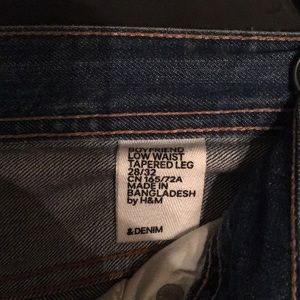 BOYFRIEND
LOW WAIST
TAPERED LEG
28/32
CN 165/72A
MADE IN
BANGLADESH
by H&M
&DENIM